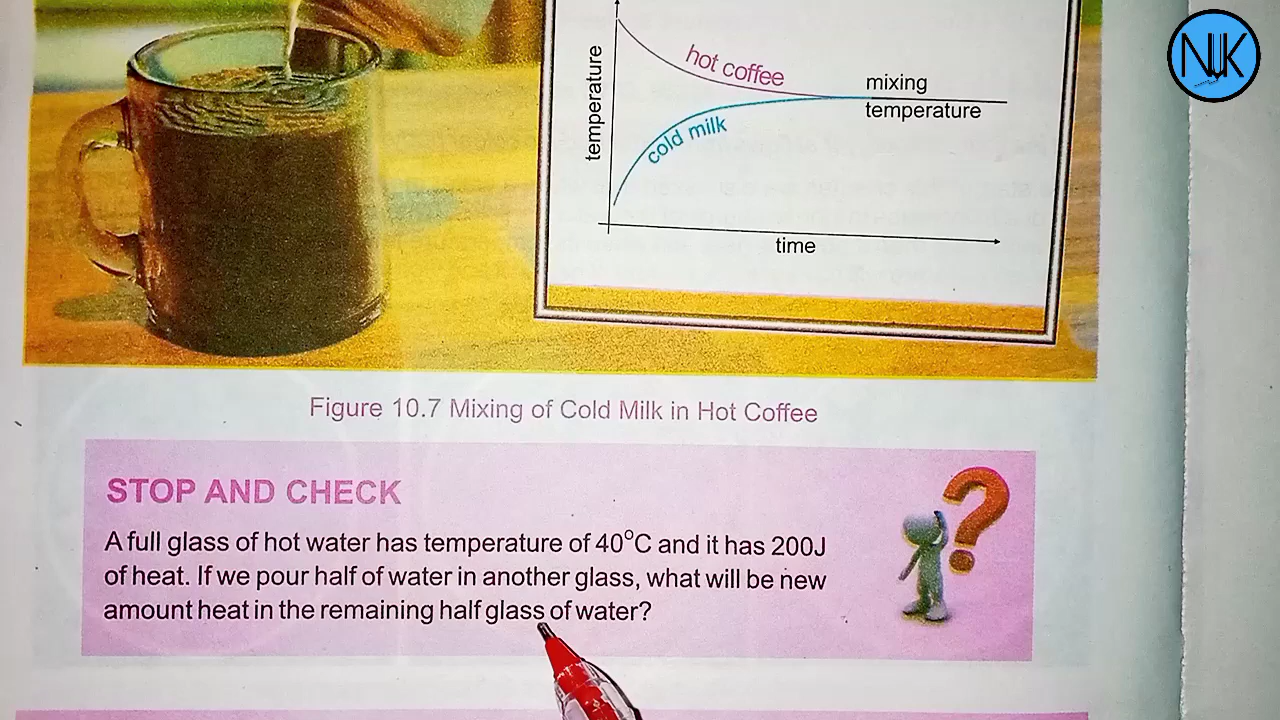 NJK
temperature
hot coffee
cold milk
mixing
temperature
time
Figure 10.7 Mixing of Cold Milk in Hot Coffee
STOP AND CHECK
A full glass of hot water has temperature of 40°C and it has 200J
of heat. If we pour half of water in another glass, what will be new
amount heat in the remaining half glass of water?